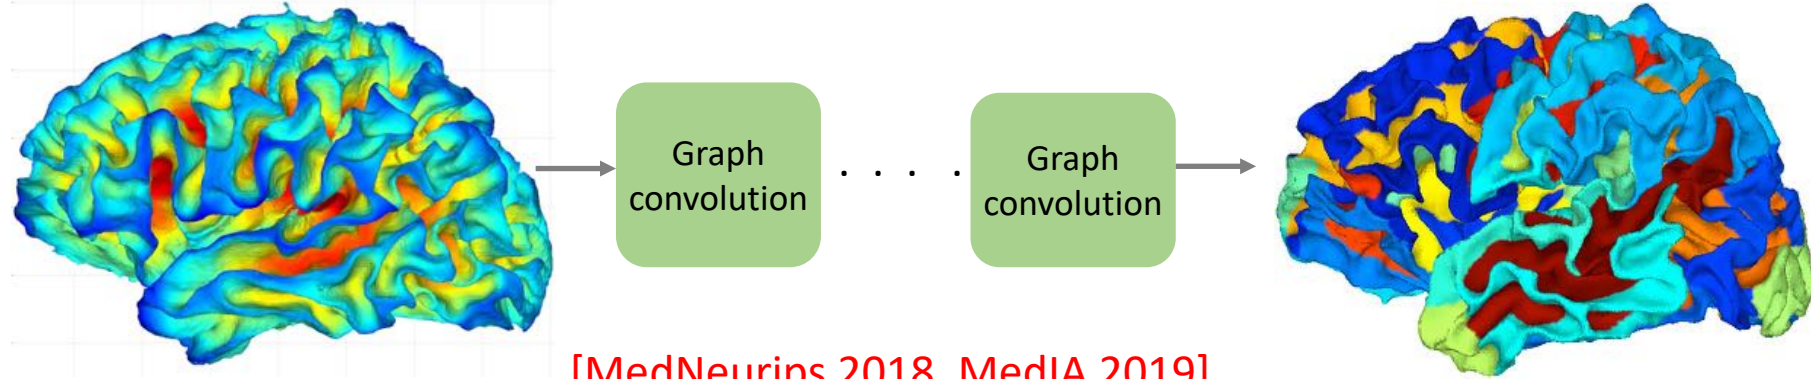 Graph
convolution
. . . .
Graph
convolution
[MedNeurips 2018, MedIA 2019]